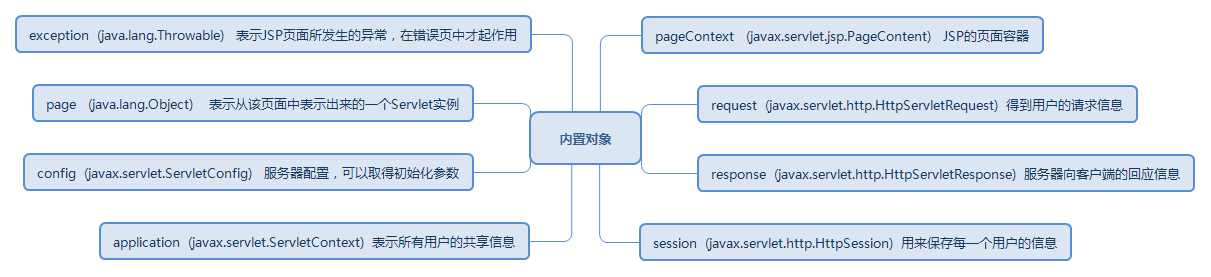 exception (java.lang.Throwable) 表示JSP页面所发生的异常，在错误页中才起作用
pageContext (javax.servlet.jsp.PageContent) JSP的页面容器
page (java.lang.Object) 表示从该页面中表示出来的一个Servlet实例
request (javax.servlet.http.HttpServletRequest) 得到用户的请求信息
内置对象
config (javax.servlet.ServletConfig) 服务器配置，可以取得初始化参数
response (javax.servlet.http.HttpServletResponse) 服务器向客户端的回应信息
application (javax.servlet.ServletContext) 表示所有用户的共享信息
session (javax.servlet.http.HttpSession) 用来保存每一个用户的信息